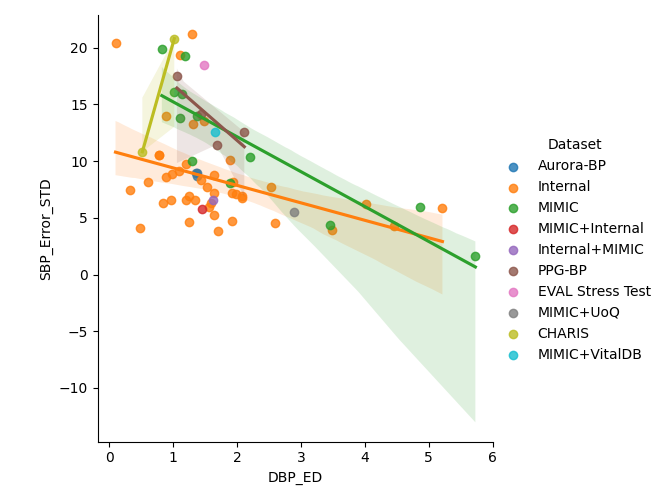 20
15
10
5
0
−5
−10
SBP_Error_STD
0 1 2 3 4 5 6
DBP_ED
Dataset
Aurora-BP
Internal
MIMIC
MIMIC+Internal
Internal+MIMIC
PPG-BP
EVAL Stress Test
MIMIC+UoQ
CHARIS
MIMIC+VitalDB